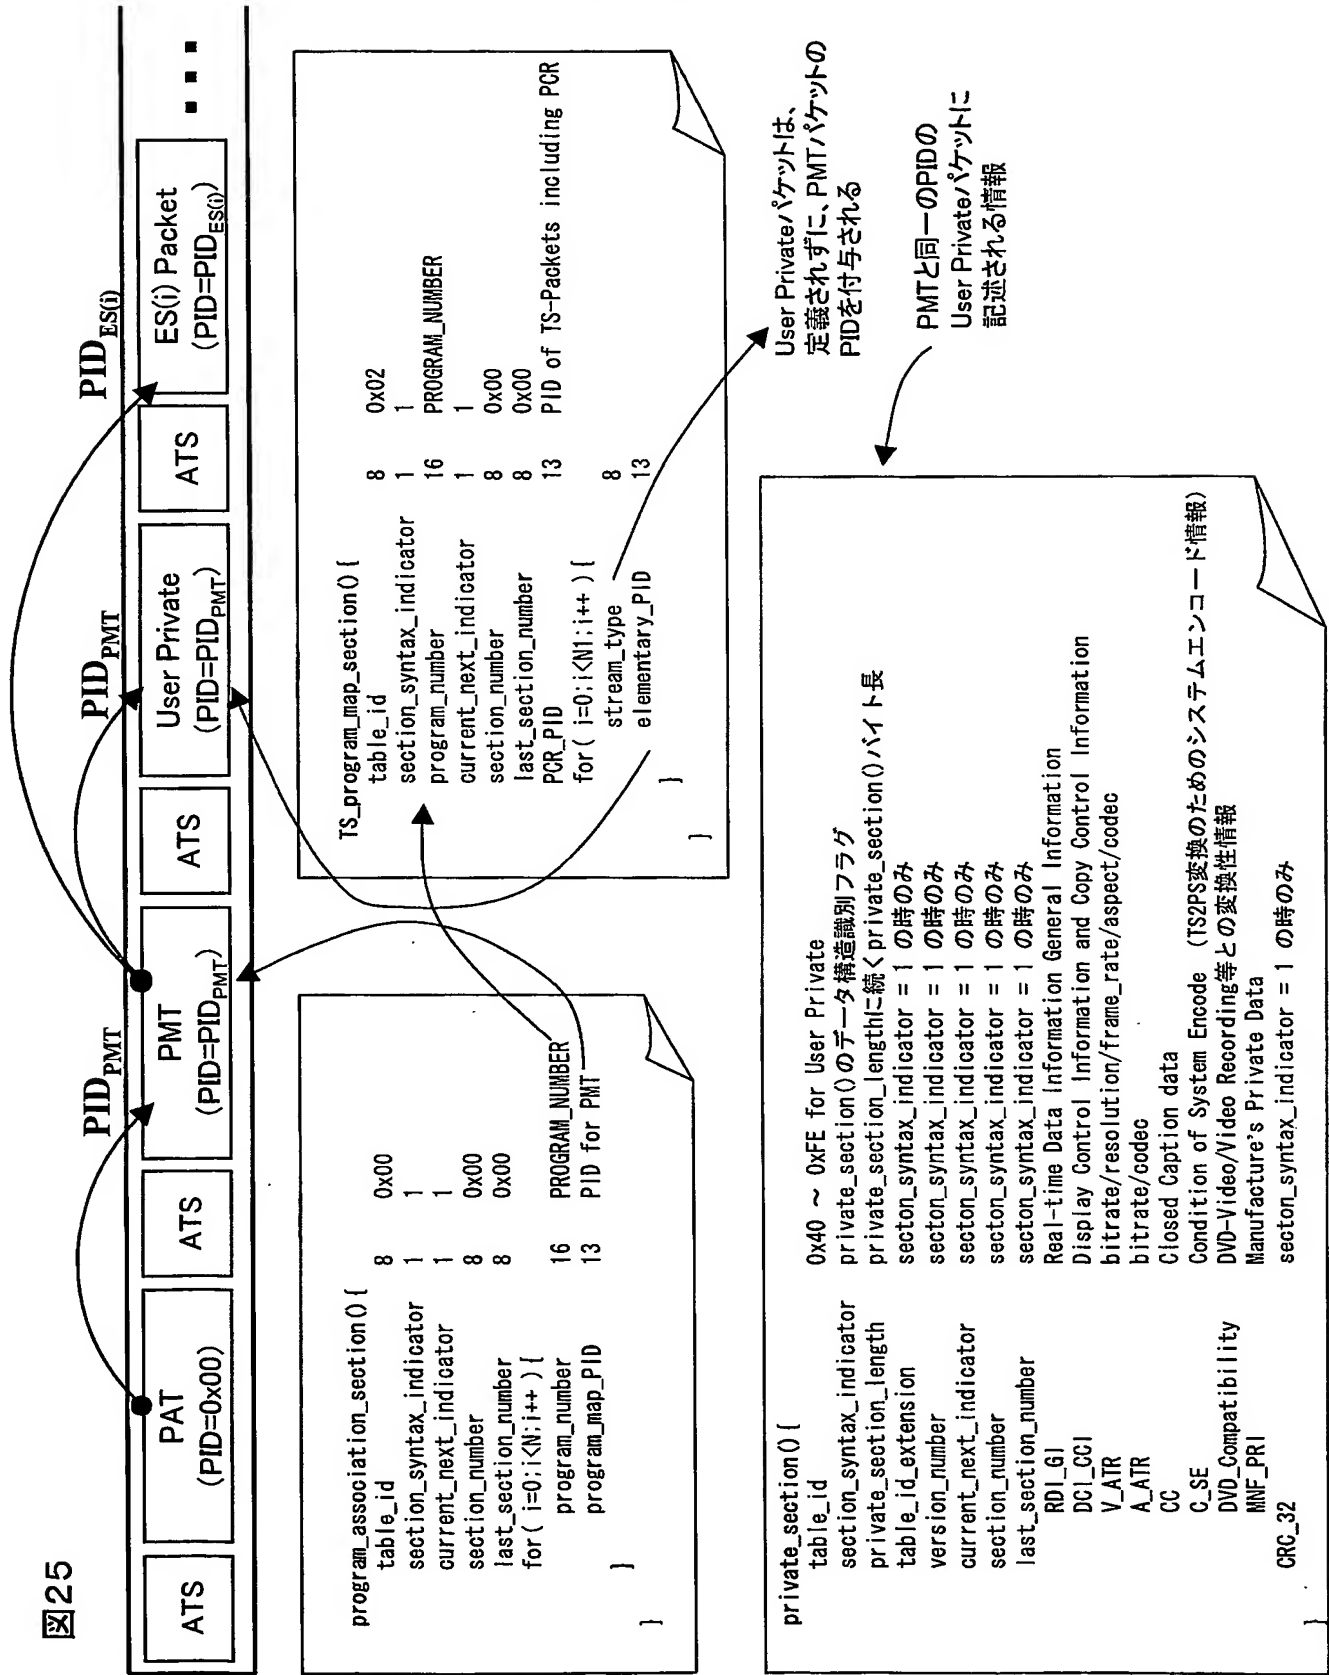 図25
PID_PMT
PID_PMT
PID_ES(i)
ATS
PAT
(PID=0x00)
ATS
PMT
(PID=PID_PMT)
ATS
User Private
(PID=PID_PMT)
ATS
ES(i) Packet
(PID=PID_ES(i))
■ ■ ■
program_association_section() {
table_id 8 0x00
section_syntax_indicator 1 1
current_next_indicator 1 1
section_number 8 0x00
last_section_number 8 0x00
for( i=0;i<N;i++ ) {
program_number 16 PROGRAM_NUMBER
program_map_PID 13 PID for PMT
}
TS_program_map_section() {
table_id 8 0x02
section_syntax_indicator 1 1
program_number 16 PROGRAM_NUMBER
current_next_indicator 1 1
section_number 8 0x00
last_section_number 8 0x00
PCR_PID 13 PID of TS-Packets including PCR
for( i=0;i<N1;i++ ) {
stream_type 8
elementary_PID 13
}
User Privateパケットは、
定義されずに、PMTパケットの
PIDを付与される
private_section() {
table_id 0x40 ~ 0xFE for User Private
section_syntax_indicator private_section()のデータ構造識別フラグ
private_section_length private_section_lengthに続くprivate_section()バイト長
table_id_extension secton_syntax_indicator = 1 の時のみ
version_number secton_syntax_indicator = 1 の時のみ
current_next_indicator secton_syntax_indicator = 1 の時のみ
section_number secton_syntax_indicator = 1 の時のみ
last_section_number secton_syntax_indicator = 1 の時のみ
RDI_GI Real-time Data Information General Information
DCI_CCI Display Control Information and Copy Control Information
V_ATR bitrate/resolution/frame_rate/aspect/codec
A_ATR bitrate/codec
CC Closed Caption data
C_SE Condition of System Encode (TS2PS変換のためのシステムエンコード情報)
DVD_Compatibility DVD-Video/Video Recording等との変換性情報
MNF_PRI Manufacture's Private Data
CRC_32 secton_syntax_indicator = 1 の時のみ
}
PMTと同一のPIDの
User Privateパケットに
記述される情報